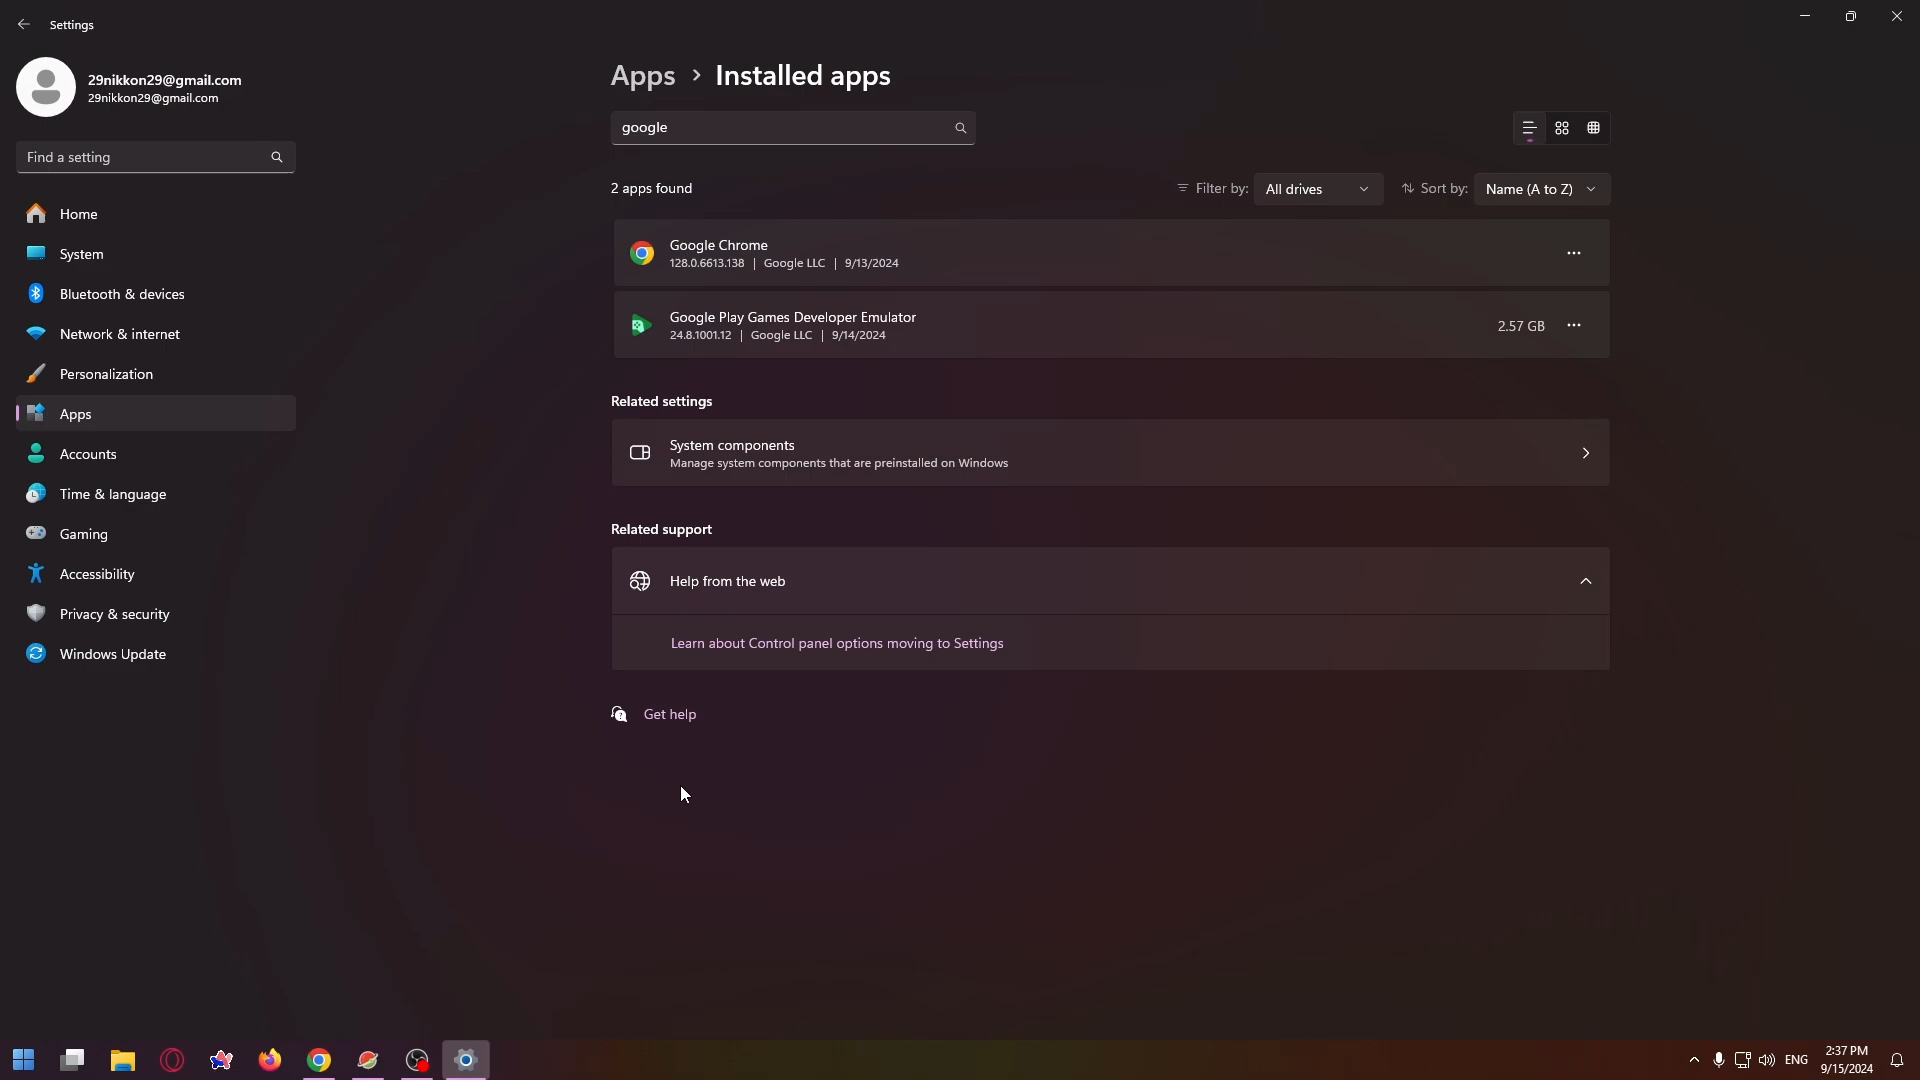 Settings
29nikkon29@gmail.com
29nikkon29@gmail.com
Find a setting
Home
System
Bluetooth & devices
Network & internet
Personalization
Apps
Accounts
Time & language
Gaming
Accessibility
Privacy & security
Windows Update
Apps > Installed apps
google
2 apps found
Filter by: All drives
Sort by: Name (A to Z)
Google Chrome
128.0.6613.138 | Google LLC | 9/13/2024
Google Play Games Developer Emulator
24.8.1001.12 | Google LLC | 9/14/2024
2.57 GB
Related settings
System components
Manage system components that are preinstalled on Windows
Related support
Help from the web
Learn about Control panel options moving to Settings
Get help
ENG
2:37 PM
9/15/2024